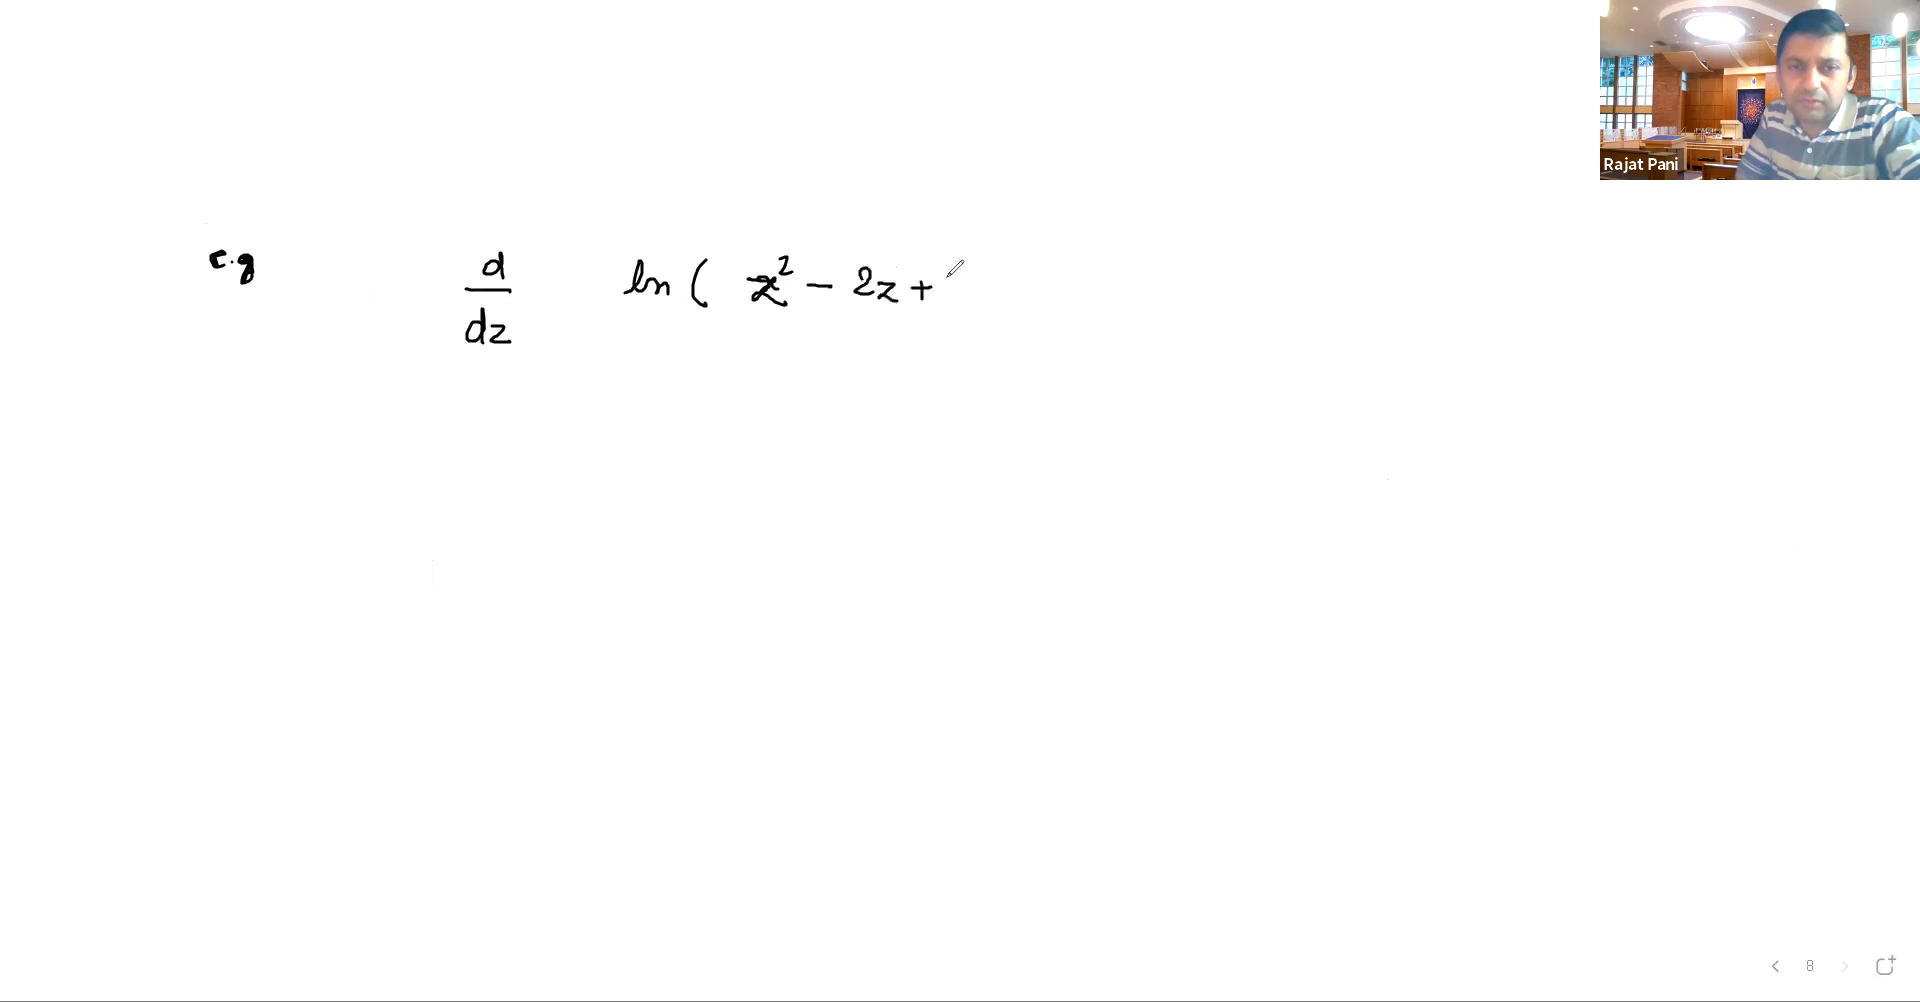 Rajat Pani
e.g d/dz ln ( z² − 2z +
8